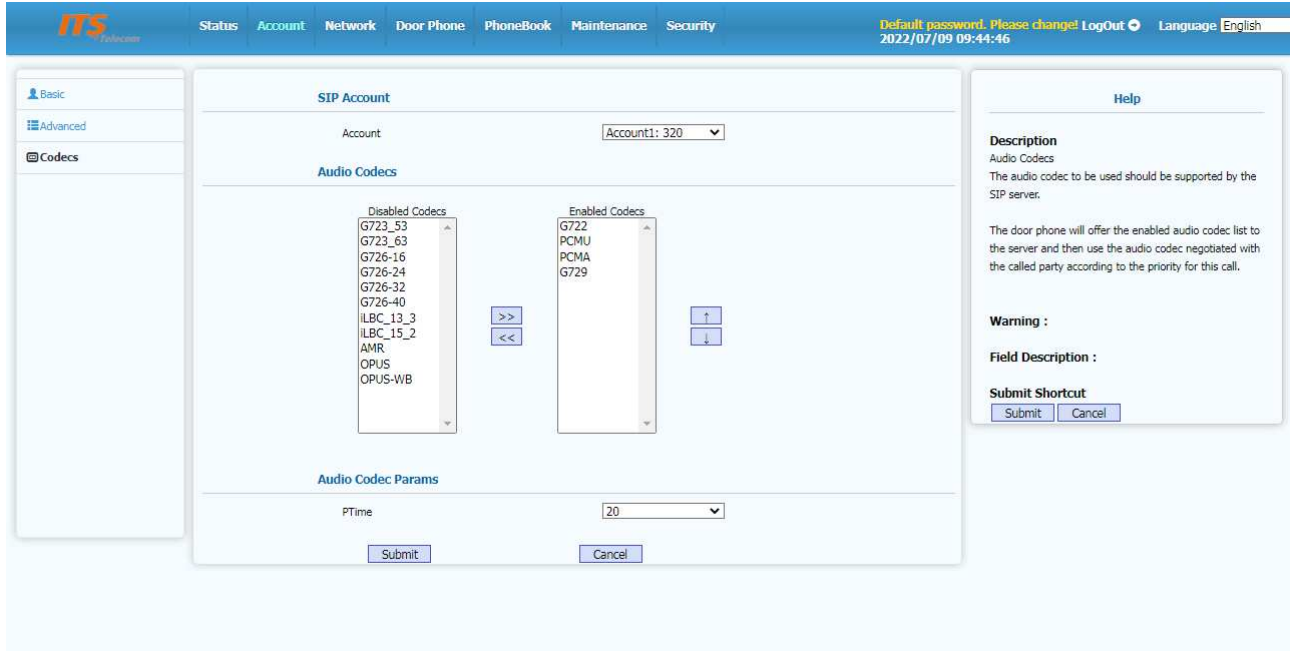 ITS
Telecom
Status Account Network Door Phone PhoneBook Maintenance Security
Default password. Please change! LogOut Language English
2022/07/09 09:44:46
Basic
Advanced
Codecs
SIP Account
Account Account1: 320
Audio Codecs
Disabled Codecs
G723_53
G723_63
G726-16
G726-24
G726-32
G726-40
iLBC_13_3
iLBC_15_2
AMR
OPUS
OPUS-WB
>>
<<
Enabled Codecs
G722
PCMU
PCMA
G729
↑
↓
Audio Codec Params
PTime 20
Submit Cancel
Help
Description
Audio Codecs
The audio codec to be used should be supported by the
SIP server.
The door phone will offer the enabled audio codec list to
the server and then use the audio codec negotiated with
the called party according to the priority for this call.
Warning :
Field Description :
Submit Shortcut
Submit Cancel